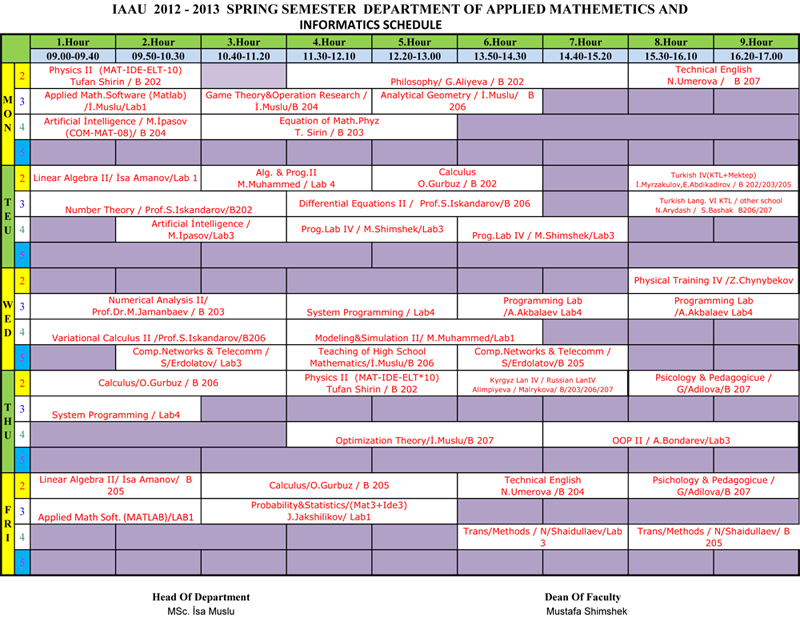 IAAU 2012 - 2013 SPRING SEMESTER DEPARTMENT OF APPLIED MATHEMETICS AND
INFORMATICS SCHEDULE
1.Hour 2.Hour 3.Hour 4.Hour 5.Hour 6.Hour 7.Hour 8.Hour 9.Hour
09.00-09.40 09.50-10.30 10.40-11.20 11.30-12.10 12.20-13.00 13.50-14.30 14.40-15.20 15.30-16.10 16.20-17.00
MON
2
Physics II (MAT-IDE-ELT-10)
Tufan Shirin / B 202
Philosophy/ G.Aliyeva / B 202
Technical English
N.Umerova / B 207
3
Applied Math.Software (Matlab)
/İ.Muslu/Lab1
Game Theory&Operation Research /
İ.Muslu/B 204
Analytical Geometry / İ.Muslu/ B
206
4
Artificial Intelligence / M.İpasov
(COM-MAT-08)/ B 204
Equation of Math.Phyz
T. Sirin / B 203
5
TEU
2
Linear Algebra II/ İsa Amanov/Lab 1
Alg. & Prog.II
M.Muhammed / Lab 4
Calculus
O.Gurbuz / B 202
Turkish IV(KTL+Mektep)
İ.Myrzakulov,E.Abdikadirov / B 202/203/205
3
Number Theory / Prof.S.Iskandarov/B202
Differential Equations II / Prof.S.Iskandarov/B 206
Turkish Lang. VI KTL / other school
N.Arydash / S.Bashak B206/207
4
Artificial Intelligence /
M.İpasov/Lab3
Prog.Lab IV / M.Shimshek/Lab3
Prog.Lab IV / M.Shimshek/Lab3
5
WED
2
Physical Training IV /Z.Chynybekov
3
Numerical Analysis II/
Prof.Dr.M.Jamanbaev / B 203
System Programming / Lab4
Programming Lab
/A.Akbalaev Lab4
Programming Lab
/A.Akbalaev Lab4
4
Variational Calculus II /Prof.S.Iskandarov/B206
Modeling&Simulation II/ M.Muhammed/Lab1
5
Comp.Networks & Telecomm /
S/Erdolatov/ Lab3
Teaching of High School
Mathematics/İ.Muslu/B 206
Comp.Networks & Telecomm /
S/Erdolatov/B 205
THU
2
Calculus/O.Gurbuz / B 206
Physics II (MAT-IDE-ELT*10)
Tufan Shirin / B 202
Kyrgyz Lan IV / Russian LanIV
Alimpiyeva / Mairykova/ B/203/206/207
Psicology & Pedagogicue /
G/Adilova/B 207
3
System Programming / Lab4
4
Optimization Theory/İ.Muslu/B 207
OOP II / A.Bondarev/Lab3
5
FRI
2
Linear Algebra II/ İsa Amanov/ B
205
Calculus/O.Gurbuz / B 205
Technical English
N.Umerova /B 204
Psichology & Pedagogicue /
G/Adilova/B 207
3
Applied Math Soft. (MATLAB)/LAB1
Probability&Statistics/(Mat3+Ide3)
J.Jakshilikov/ Lab1
4
Trans/Methods / N/Shaidullaev/Lab
3
Trans/Methods / N/Shaidullaev/ B
205
5
Head Of Department Dean Of Faculty
MSc. İsa Muslu Mustafa Shimshek